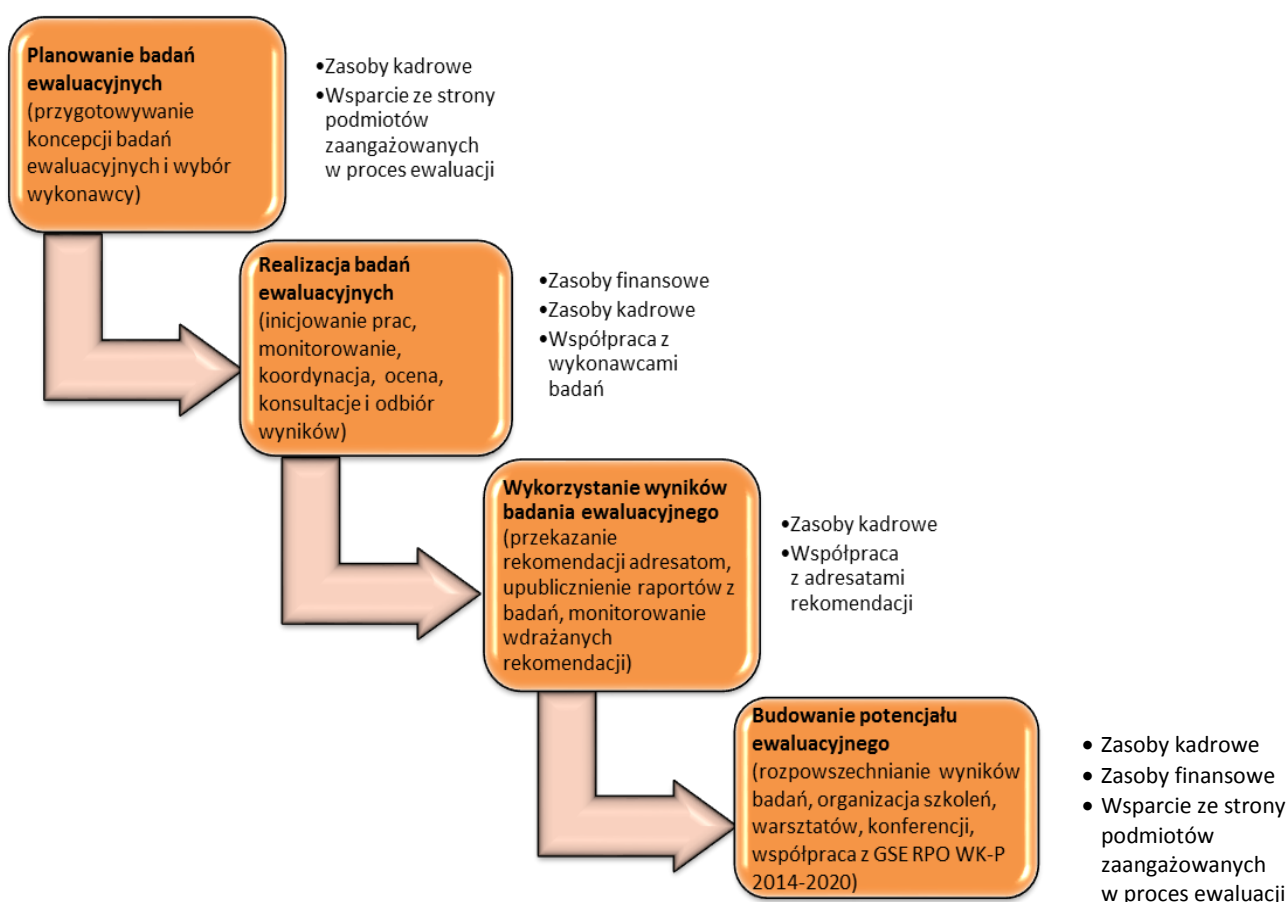 Planowanie badań
ewaluacyjnych
(przygotowywanie
koncepcji badań
ewaluacyjnych i wybór
wykonawcy)
•Zasoby kadrowe
•Wsparcie ze strony
podmiotów
zaangażowanych
w proces ewaluacji
Realizacja badań
ewaluacyjnych
(inicjowanie prac,
monitorowanie,
koordynacja, ocena,
konsultacje i odbiór
wyników)
•Zasoby finansowe
•Zasoby kadrowe
•Współpraca z
wykonawcami
badań
Wykorzystanie wyników
badania ewaluacyjnego
(przekazanie
rekomendacji adresatom,
upublicznienie raportów z
badań, monitorowanie
wdrażanych
rekomendacji)
•Zasoby kadrowe
•Współpraca
z adresatami
rekomendacji
Budowanie potencjału
ewaluacyjnego
(rozpowszechnianie wyników
badań, organizacja szkoleń,
warsztatów, konferencji,
współpraca z GSE RPO WK-P
2014-2020)
• Zasoby kadrowe
• Zasoby finansowe
• Wsparcie ze strony
podmiotów
zaangażowanych
w proces ewaluacji